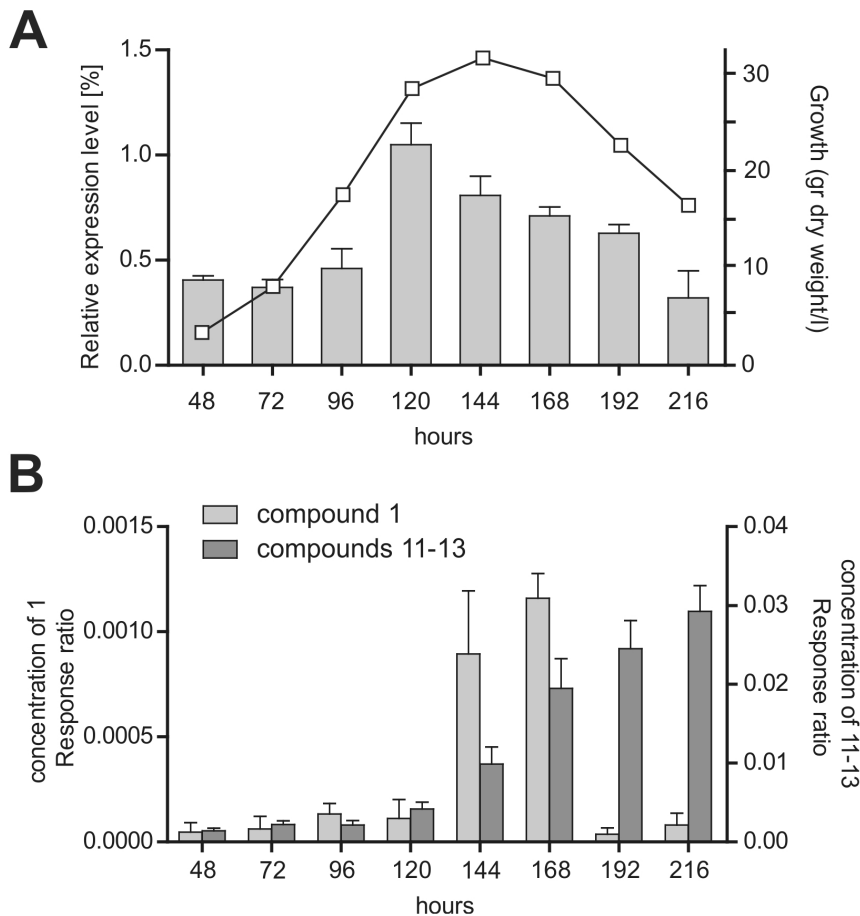 A
Relative expression level [%]
1.5
1.0
0.5
0.0
30
20
10
0
Growth (gr dry weight/l)
48 72 96 120 144 168 192 216
hours
B
compound 1
compounds 11-13
concentration of 1
Response ratio
0.0015
0.0010
0.0005
0.0000
0.04
0.03
0.02
0.01
0.00
concentration of 11-13
Response ratio
48 72 96 120 144 168 192 216
hours